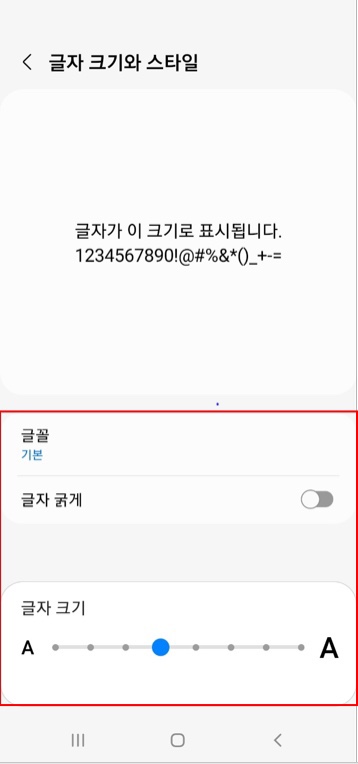 글자 크기와 스타일
글자가 이 크기로 표시됩니다.
1234567890!@#%&*()_+-=
글꼴
기본
글자 굵게
글자 크기
A A